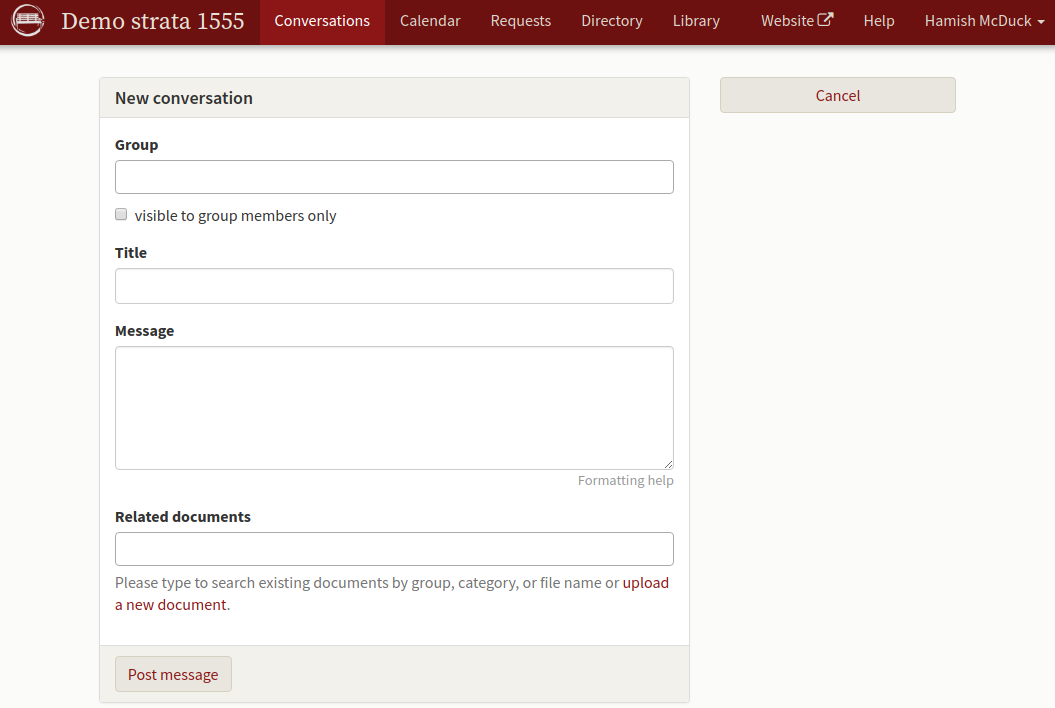 Demo strata 1555 Conversations Calendar Requests Directory Library Website Help Hamish McDuck
New conversation
Cancel
Group
visible to group members only
Title
Message
Formatting help
Related documents
Please type to search existing documents by group, category, or file name or upload
a new document.
Post message